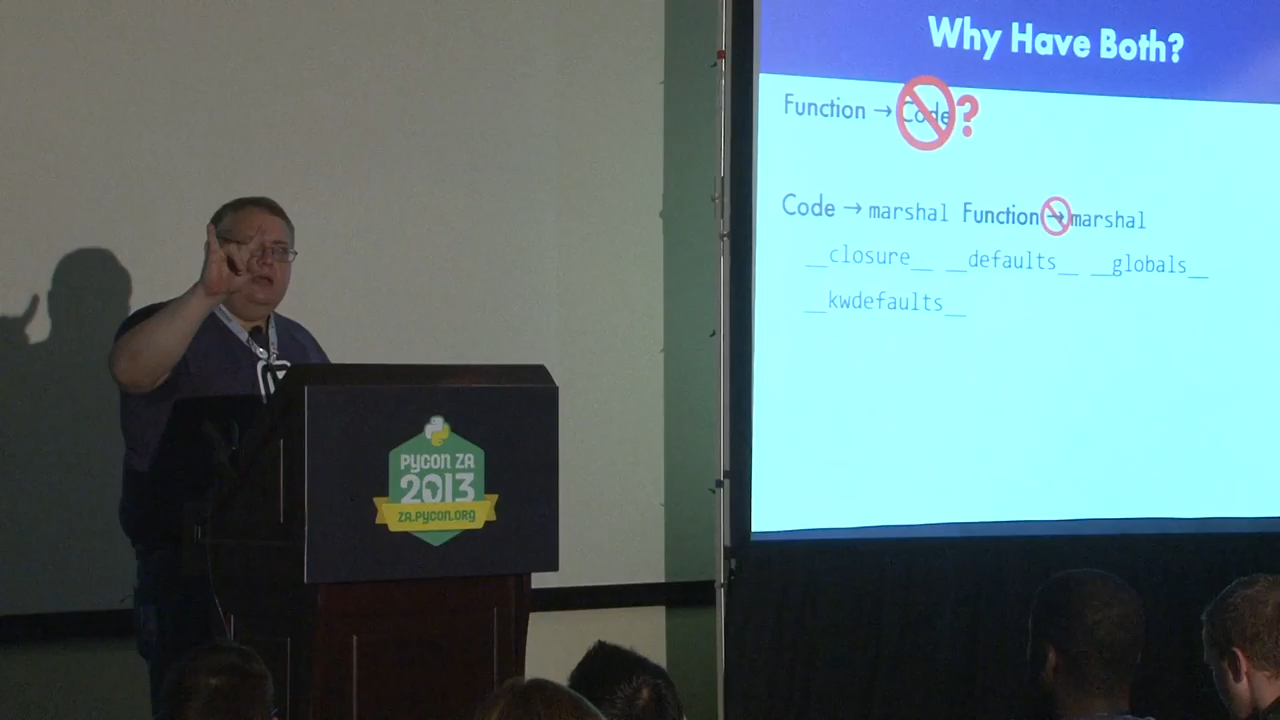 Why Have Both?
Function → Code ?
Code → marshal Function → marshal
__closure__ __defaults__ __globals__
__kwdefaults__
PYCON ZA
2013
ZA.PYCON.ORG